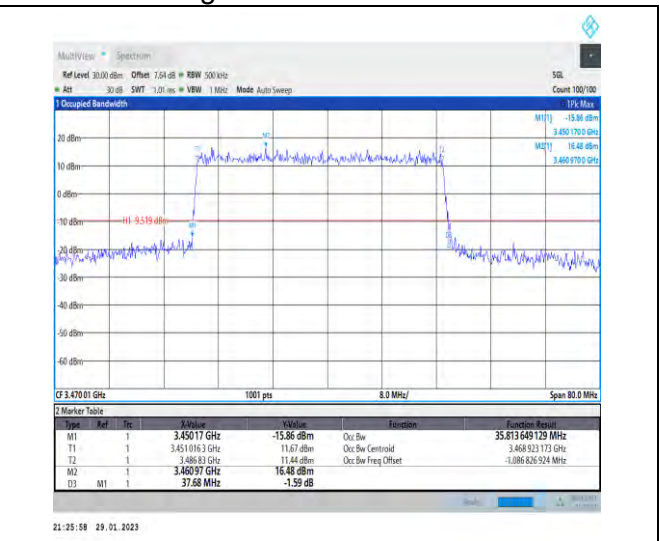 MultiView Spectrum
Ref Level 30.00 dBm Offset 7.64 dB RBW 500 kHz SGL
Att 30 dB SWT 1.01 ms VBW 1 MHz Mode Auto Sweep Count 100/100
1 Occupied Bandwidth 1Pk Max
M1[1] -15.86 dBm
3.450 170 0 GHz
M2[1] 16.48 dBm
3.460 970 0 GHz
20 dBm
M2
T1 T2
10 dBm
0 dBm
-10 dBm H1 -9.519 dBm
M1
D3
-20 dBm
-30 dBm
-40 dBm
-50 dBm
-60 dBm
CF 3.470 01 GHz 1001 pts 8.0 MHz/ Span 80.0 MHz
2 Marker Table
Type Ref Trc X-Value Y-Value Function Function Result
M1 1 3.45017 GHz -15.86 dBm Occ Bw 35.813 649 129 MHz
T1 1 3.451 016 3 GHz 11.67 dBm Occ Bw Centroid 3.468 923 173 GHz
T2 1 3.486 83 GHz 11.44 dBm Occ Bw Freq Offset -1.086 826 924 MHz
M2 1 3.46097 GHz 16.48 dBm
D3 M1 1 37.68 MHz -1.59 dB
21:25:58 29.01.2023